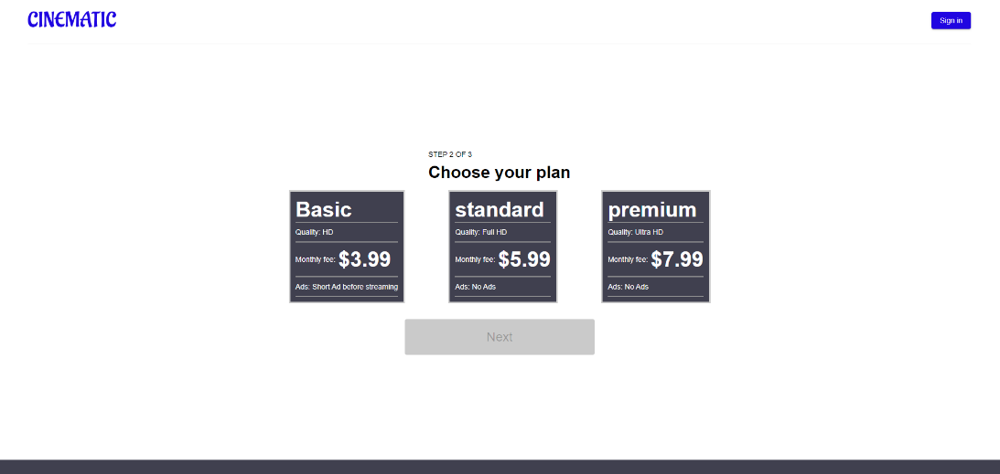 CINEMATIC
Sign in
STEP 2 OF 3
Choose your plan
Basic
Quality: HD
Monthly fee: $3.99
Ads: Short Ad before streaming
standard
Quality: Full HD
Monthly fee: $5.99
Ads: No Ads
premium
Quality: Ultra HD
Monthly fee: $7.99
Ads: No Ads
Next